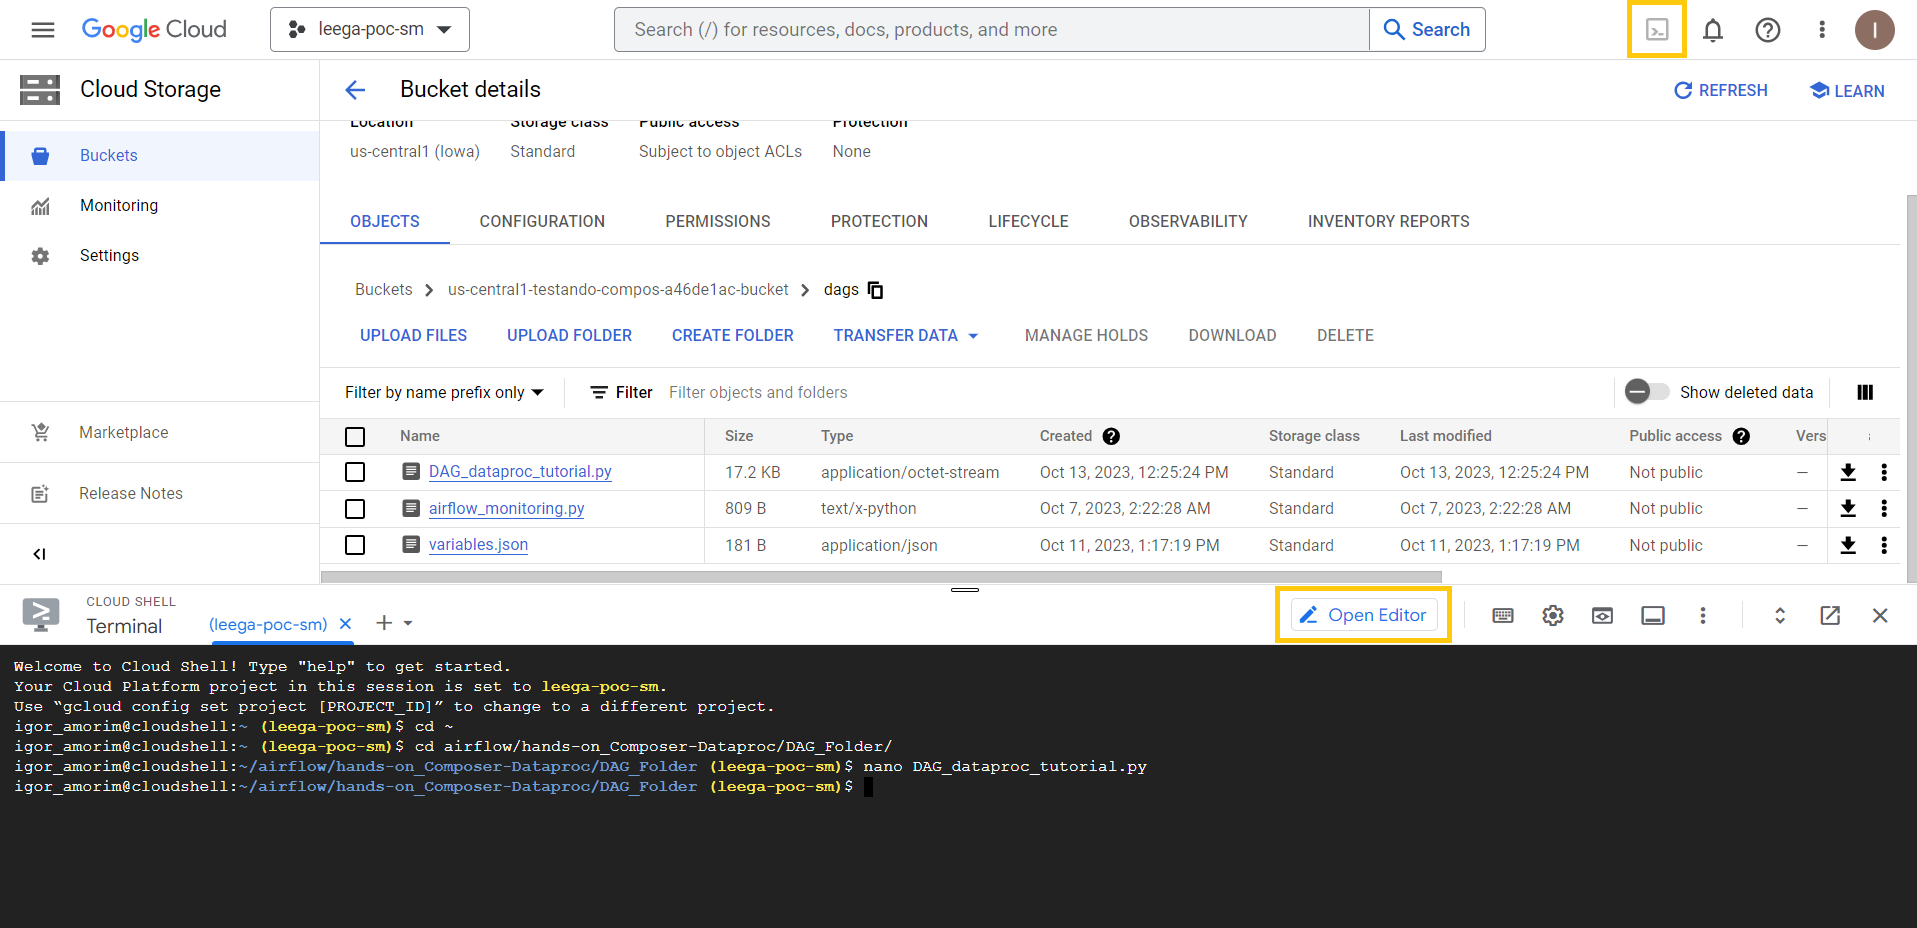 Google Cloud
leega-poc-sm
Search (/) for resources, docs, products, and more
Search
I
Cloud Storage
Bucket details
REFRESH
LEARN
Location Storage class Public access Protection
us-central1 (Iowa) Standard Subject to object ACLs None
Buckets
Monitoring
Settings
Marketplace
Release Notes
OBJECTS CONFIGURATION PERMISSIONS PROTECTION LIFECYCLE OBSERVABILITY INVENTORY REPORTS
Buckets > us-central1-testando-compos-a46de1ac-bucket > dags
UPLOAD FILES UPLOAD FOLDER CREATE FOLDER TRANSFER DATA MANAGE HOLDS DOWNLOAD DELETE
Filter by name prefix only Filter Filter objects and folders Show deleted data
Name Size Type Created Storage class Last modified Public access Vers
DAG_dataproc_tutorial.py 17.2 KB application/octet-stream Oct 13, 2023, 12:25:24 PM Standard Oct 13, 2023, 12:25:24 PM Not public —
airflow_monitoring.py 809 B text/x-python Oct 7, 2023, 2:22:28 AM Standard Oct 7, 2023, 2:22:28 AM Not public —
variables.json 181 B application/json Oct 11, 2023, 1:17:19 PM Standard Oct 11, 2023, 1:17:19 PM Not public —
CLOUD SHELL
Terminal
(leega-poc-sm)
Open Editor
Welcome to Cloud Shell! Type "help" to get started.
Your Cloud Platform project in this session is set to leega-poc-sm.
Use “gcloud config set project [PROJECT_ID]” to change to a different project.
igor_amorim@cloudshell:~ (leega-poc-sm)$ cd ~
igor_amorim@cloudshell:~ (leega-poc-sm)$ cd airflow/hands-on_Composer-Dataproc/DAG_Folder/
igor_amorim@cloudshell:~/airflow/hands-on_Composer-Dataproc/DAG_Folder (leega-poc-sm)$ nano DAG_dataproc_tutorial.py
igor_amorim@cloudshell:~/airflow/hands-on_Composer-Dataproc/DAG_Folder (leega-poc-sm)$